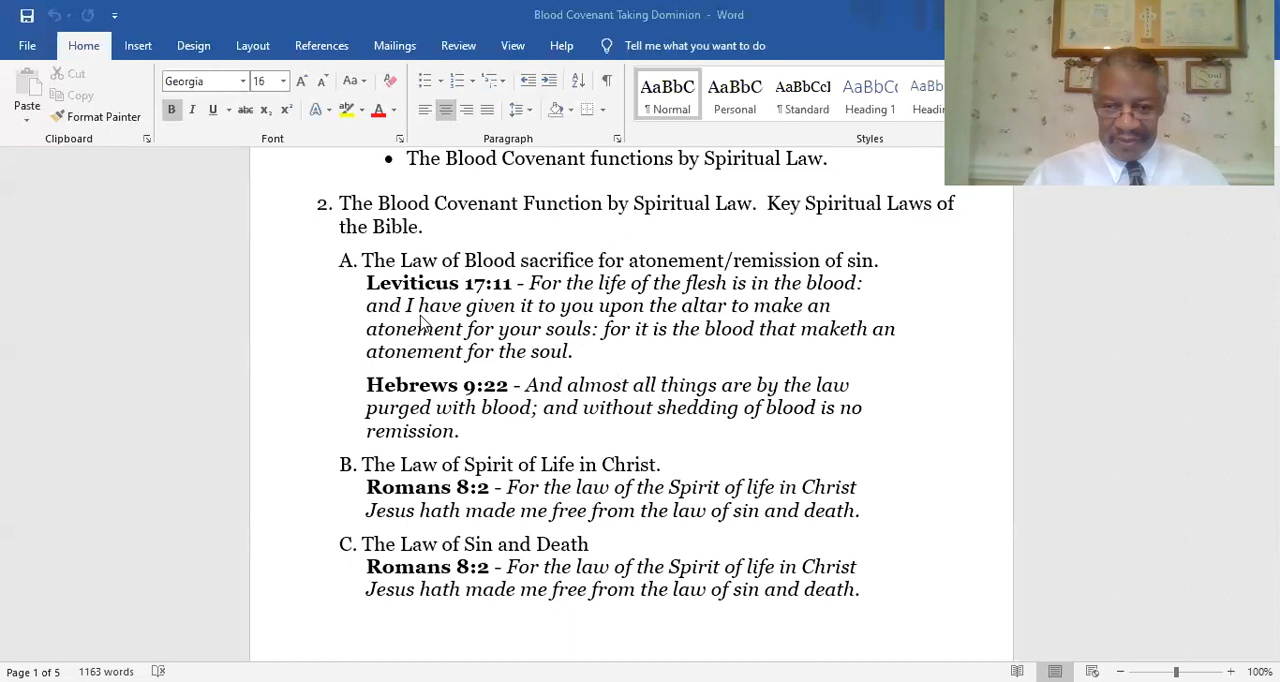 Blood Covenant Taking Dominion - Word
File Home Insert Design Layout References Mailings Review View Help Tell me what you want to do
Paste
Cut
Copy
Format Painter
Clipboard
Georgia 16
Font
Paragraph
AaBbC AaBbC AaBbCcI AaBbC AaBb
¶ Normal Personal ¶ Standard Heading 1 Headin
Styles
• The Blood Covenant functions by Spiritual Law.
2. The Blood Covenant Function by Spiritual Law. Key Spiritual Laws of
the Bible.
A. The Law of Blood sacrifice for atonement/remission of sin.
Leviticus 17:11 - For the life of the flesh is in the blood:
and I have given it to you upon the altar to make an
atonement for your souls: for it is the blood that maketh an
atonement for the soul.
Hebrews 9:22 - And almost all things are by the law
purged with blood; and without shedding of blood is no
remission.
B. The Law of Spirit of Life in Christ.
Romans 8:2 - For the law of the Spirit of life in Christ
Jesus hath made me free from the law of sin and death.
C. The Law of Sin and Death
Romans 8:2 - For the law of the Spirit of life in Christ
Jesus hath made me free from the law of sin and death.
Page 1 of 5 1163 words 100%